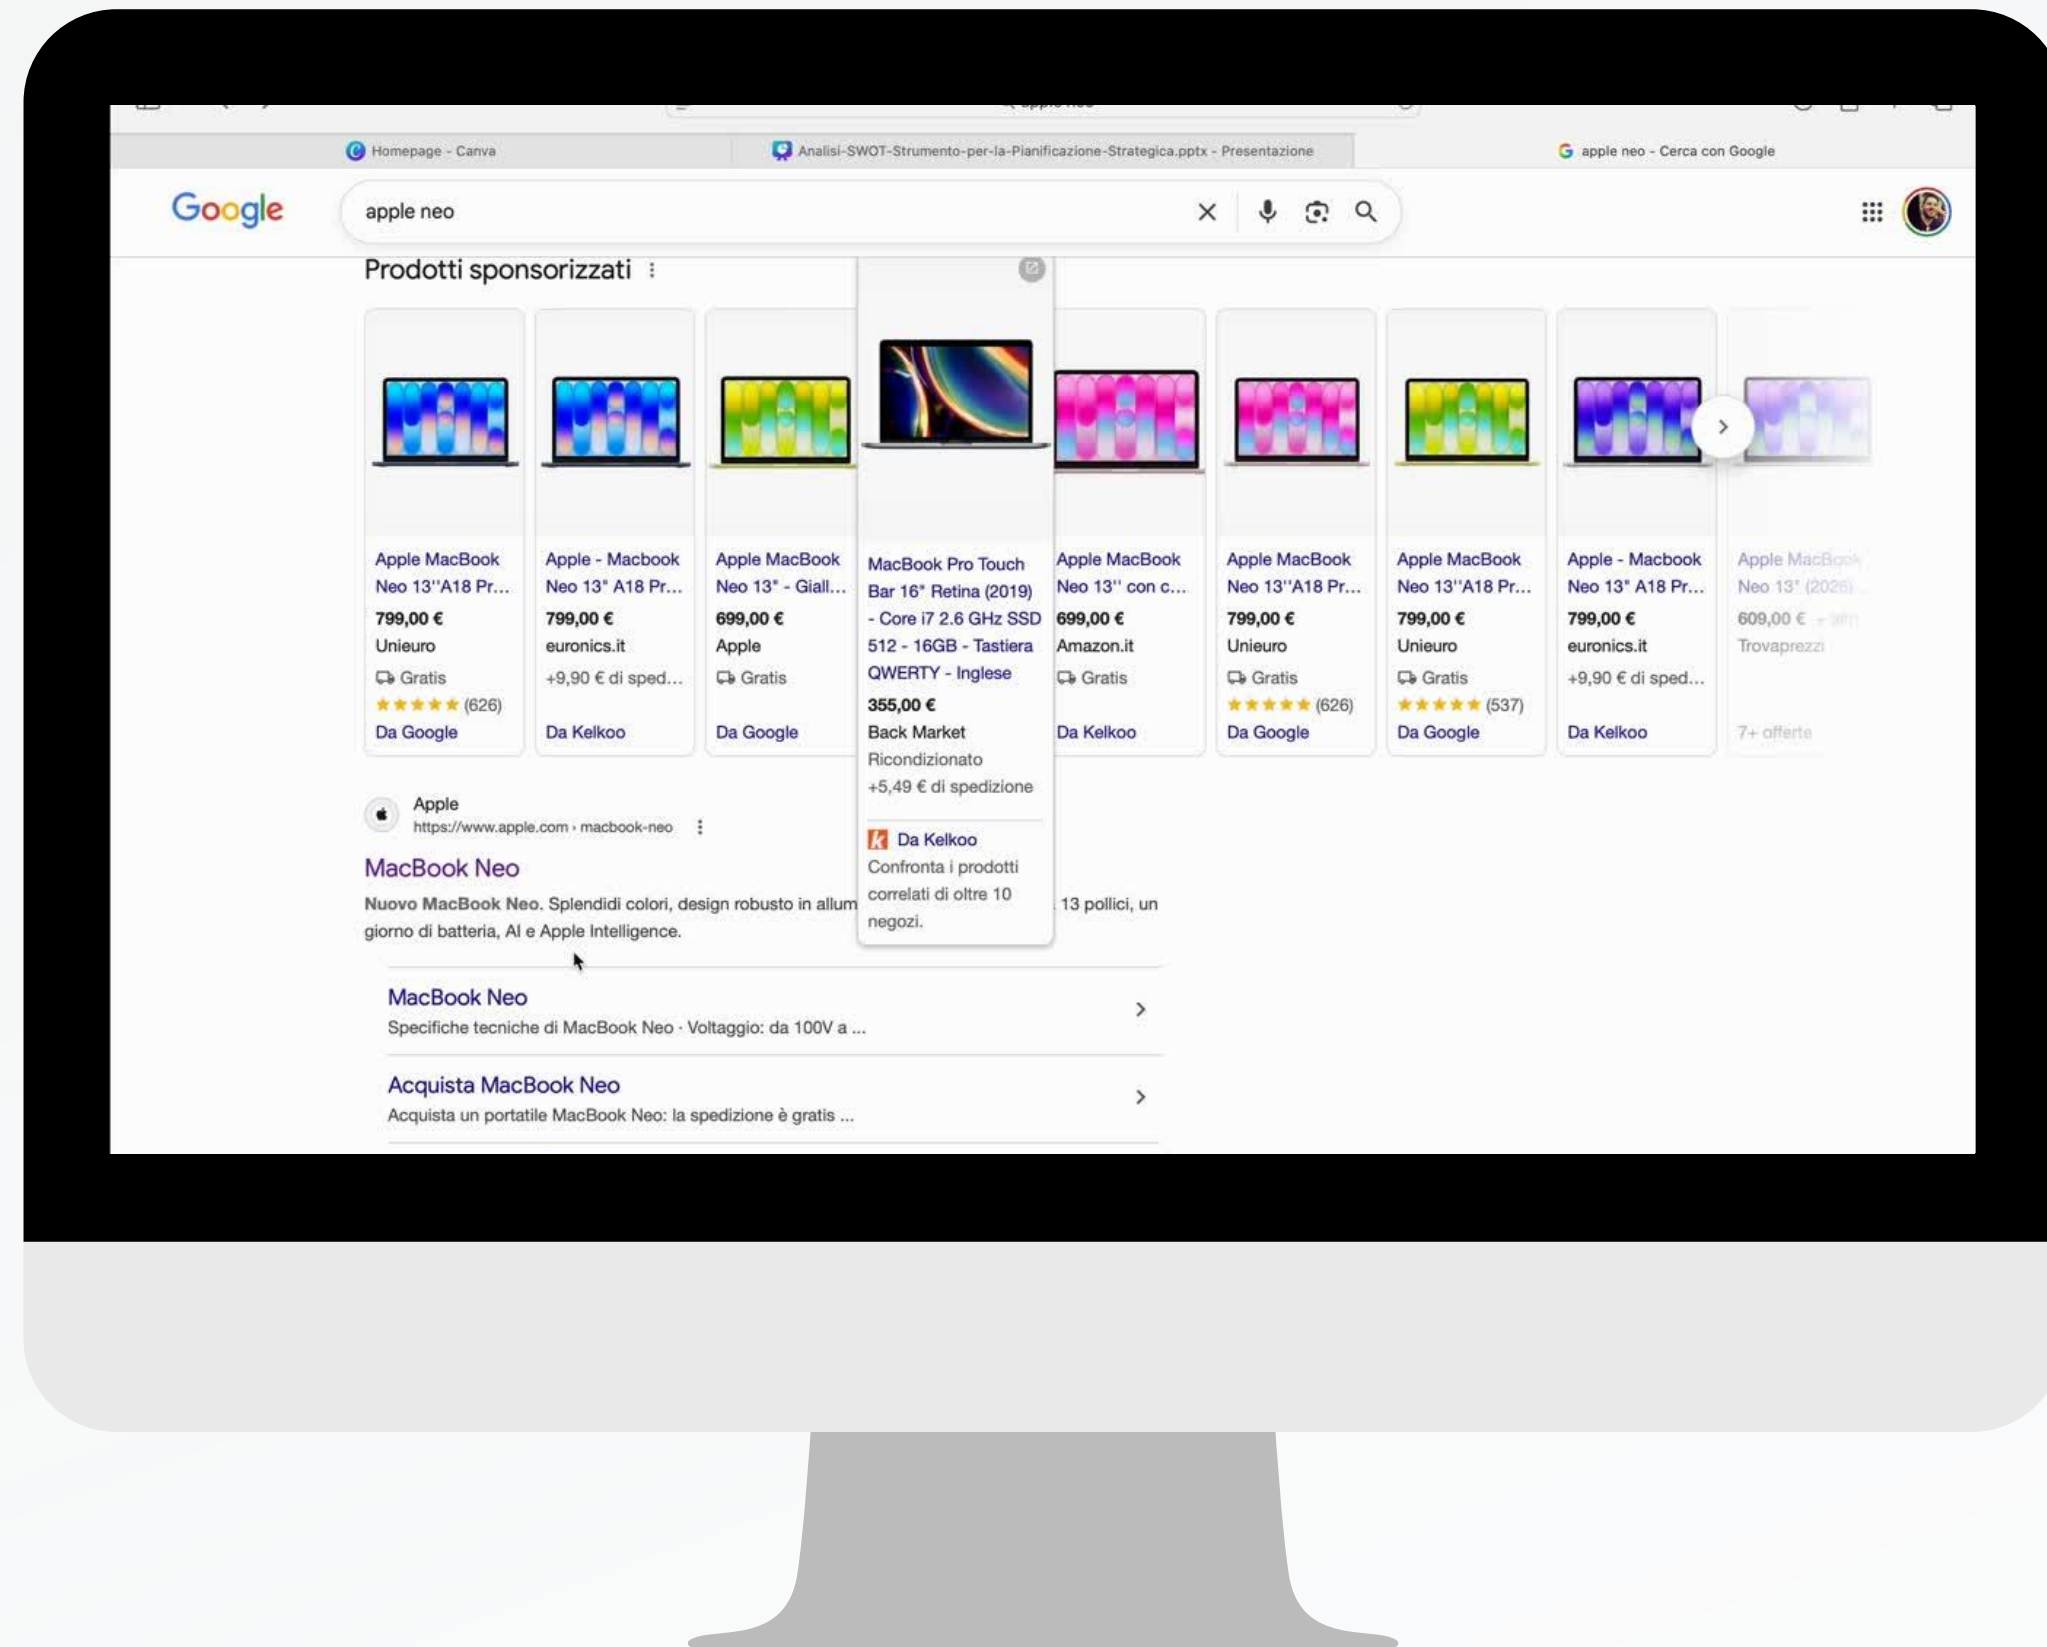 Homepage - Canva
Analisi-SWOT-Strumento-per-la-Pianificazione-Strategica.pptx - Presentazione
apple neo - Cerca con Google
Google
apple neo
Prodotti sponsorizzati
Apple MacBook
Neo 13''A18 Pr...
799,00 €
Unieuro
Gratis
(626)
Da Google
Apple - Macbook
Neo 13" A18 Pr...
799,00 €
euronics.it
+9,90 € di sped...
Da Kelkoo
Apple MacBook
Neo 13" - Giall...
699,00 €
Apple
Gratis
Da Google
MacBook Pro Touch
Bar 16" Retina (2019)
- Core i7 2.6 GHz SSD
512 - 16GB - Tastiera
QWERTY - Inglese
355,00 €
Back Market
Ricondizionato
+5,49 € di spedizione
Da Kelkoo
Confronta i prodotti
correlati di oltre 10
negozi.
Apple MacBook
Neo 13'' con c...
699,00 €
Amazon.it
Gratis
Da Kelkoo
Apple MacBook
Neo 13''A18 Pr...
799,00 €
Unieuro
Gratis
(626)
Da Google
Apple MacBook
Neo 13''A18 Pr...
799,00 €
Unieuro
Gratis
(537)
Da Google
Apple - Macbook
Neo 13" A18 Pr...
799,00 €
euronics.it
+9,90 € di sped...
Da Kelkoo
Apple MacBook
Neo 13" (2026)
609,00 €
Trovaprezzi
7+ offerte
Apple
https://www.apple.com › macbook-neo
MacBook Neo
Nuovo MacBook Neo. Splendidi colori, design robusto in allum 13 pollici, un
giorno di batteria, AI e Apple Intelligence.
MacBook Neo
Specifiche tecniche di MacBook Neo · Voltaggio: da 100V a ...
Acquista MacBook Neo
Acquista un portatile MacBook Neo: la spedizione è gratis ...